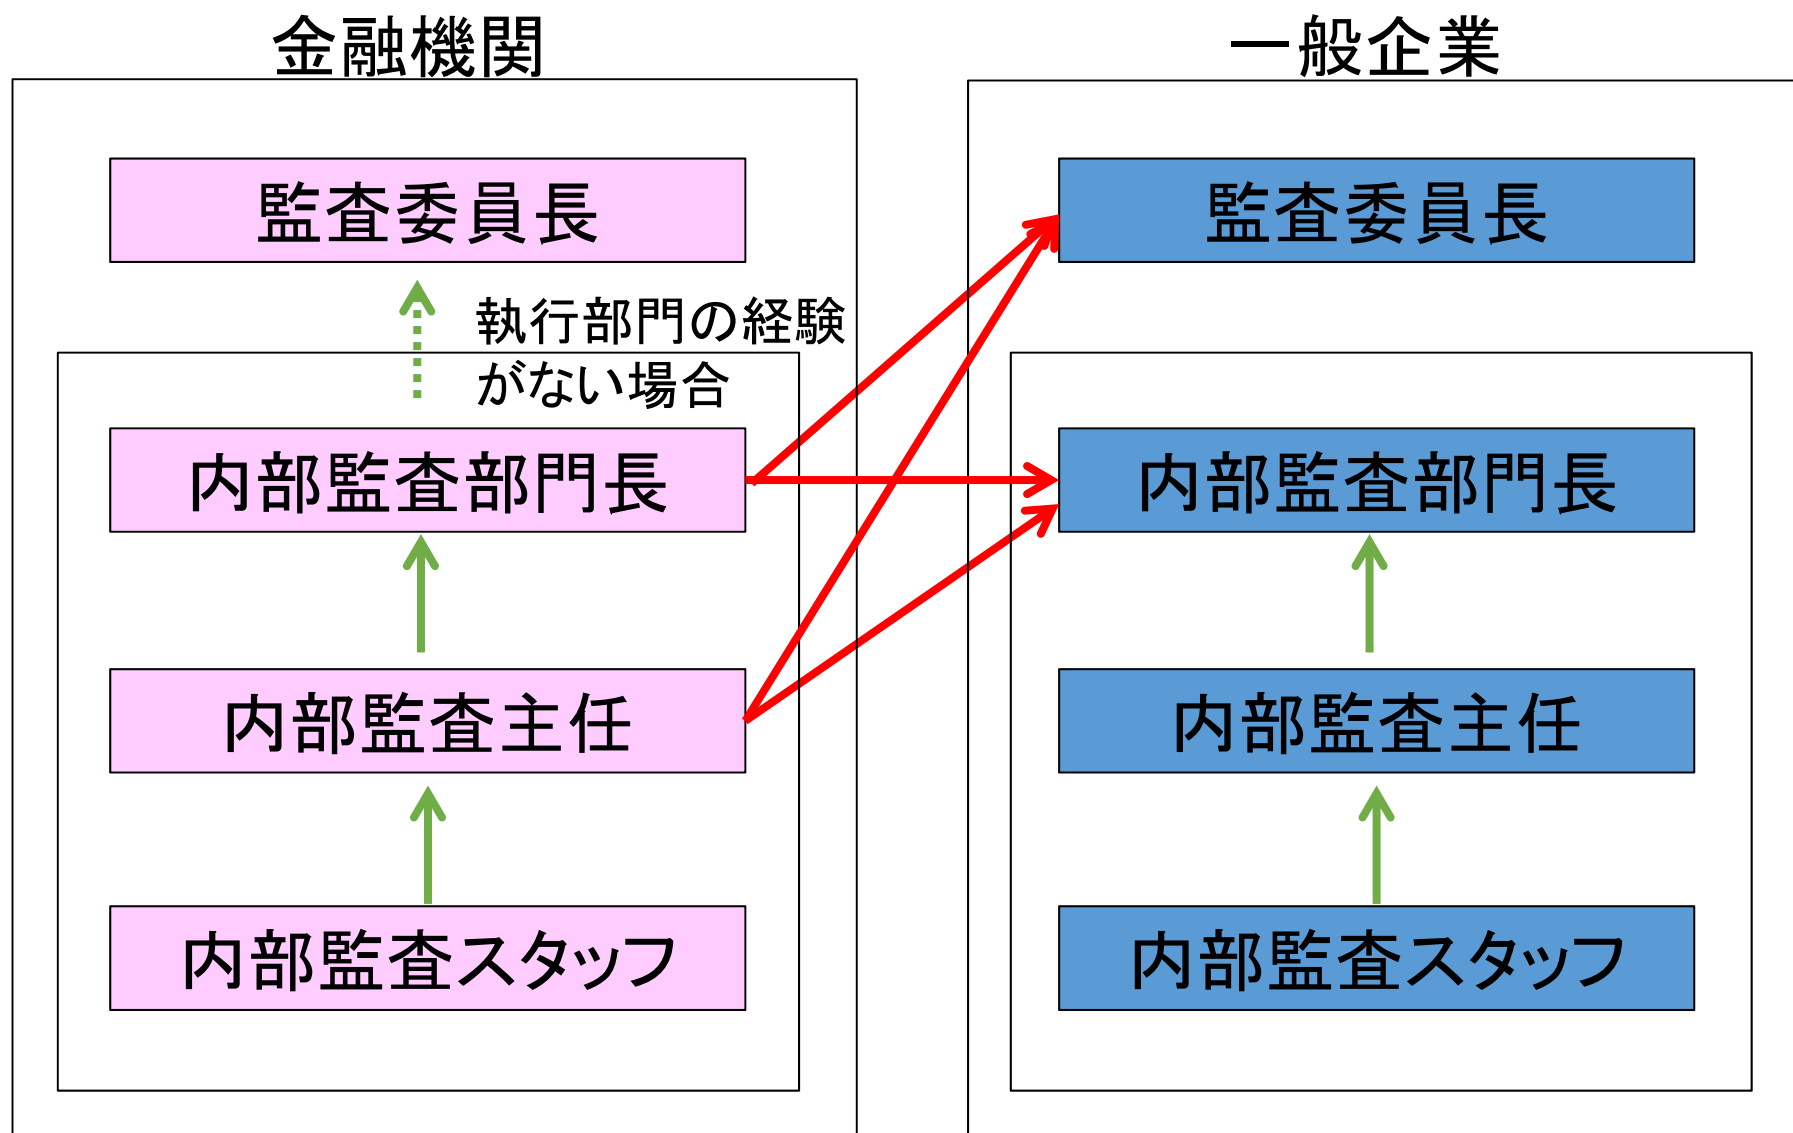 金融機関
監査委員長
執行部門の経験
がない場合
内部監査部門長
内部監査主任
内部監査スタッフ
一般企業
監査委員長
内部監査部門長
内部監査主任
内部監査スタッフ